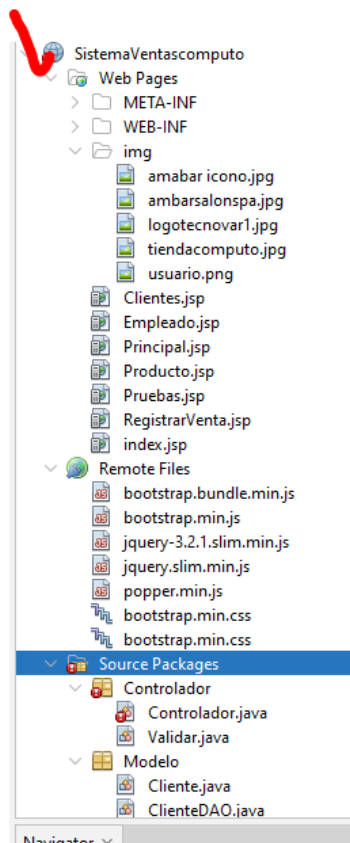 SistemaVentascomputo
Web Pages
META-INF
WEB-INF
img
amabar icono.jpg
ambarsalonspa.jpg
logotecnovar1.jpg
tiendacomputo.jpg
usuario.png
Clientes.jsp
Empleado.jsp
Principal.jsp
Producto.jsp
Pruebas.jsp
RegistrarVenta.jsp
index.jsp
Remote Files
bootstrap.bundle.min.js
bootstrap.min.js
jquery-3.2.1.slim.min.js
jquery.slim.min.js
popper.min.js
bootstrap.min.css
bootstrap.min.css
Source Packages
Controlador
Controlador.java
Validar.java
Modelo
Cliente.java
ClienteDAO.java
Navigator